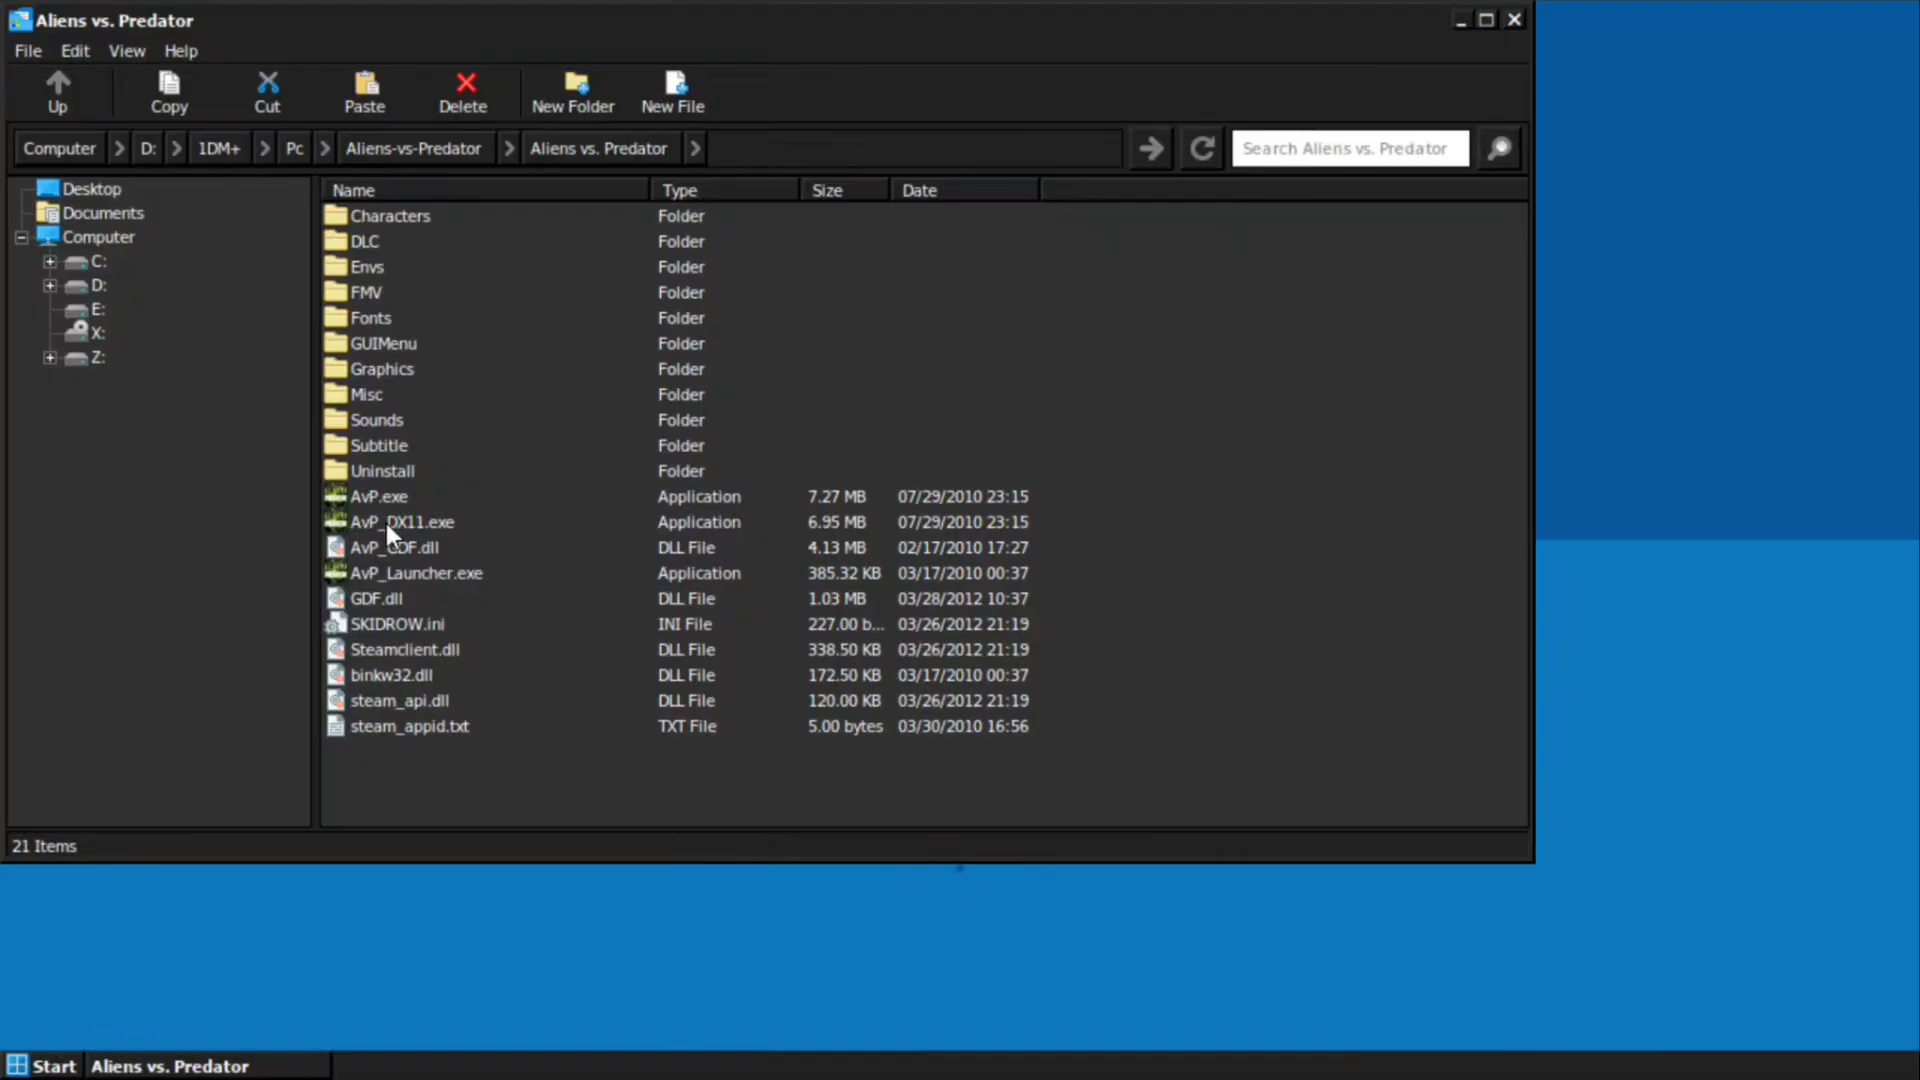 Aliens vs. Predator
File Edit View Help
Up Copy Cut Paste Delete New Folder New File
Computer D: 1DM+ Pc Aliens-vs-Predator Aliens vs. Predator Search Aliens vs. Predator
Desktop
Documents
Computer
C:
D:
E:
X:
Z:
Name Type Size Date
Characters Folder
DLC Folder
Envs Folder
FMV Folder
Fonts Folder
GUIMenu Folder
Graphics Folder
Misc Folder
Sounds Folder
Subtitle Folder
Uninstall Folder
AvP.exe Application 7.27 MB 07/29/2010 23:15
AvP_DX11.exe Application 6.95 MB 07/29/2010 23:15
AvP_GDF.dll DLL File 4.13 MB 02/17/2010 17:27
AvP_Launcher.exe Application 385.32 KB 03/17/2010 00:37
GDF.dll DLL File 1.03 MB 03/28/2012 10:37
SKIDROW.ini INI File 227.00 b... 03/26/2012 21:19
Steamclient.dll DLL File 338.50 KB 03/26/2012 21:19
binkw32.dll DLL File 172.50 KB 03/17/2010 00:37
steam_api.dll DLL File 120.00 KB 03/26/2012 21:19
steam_appid.txt TXT File 5.00 bytes 03/30/2010 16:56
21 Items
Start Aliens vs. Predator